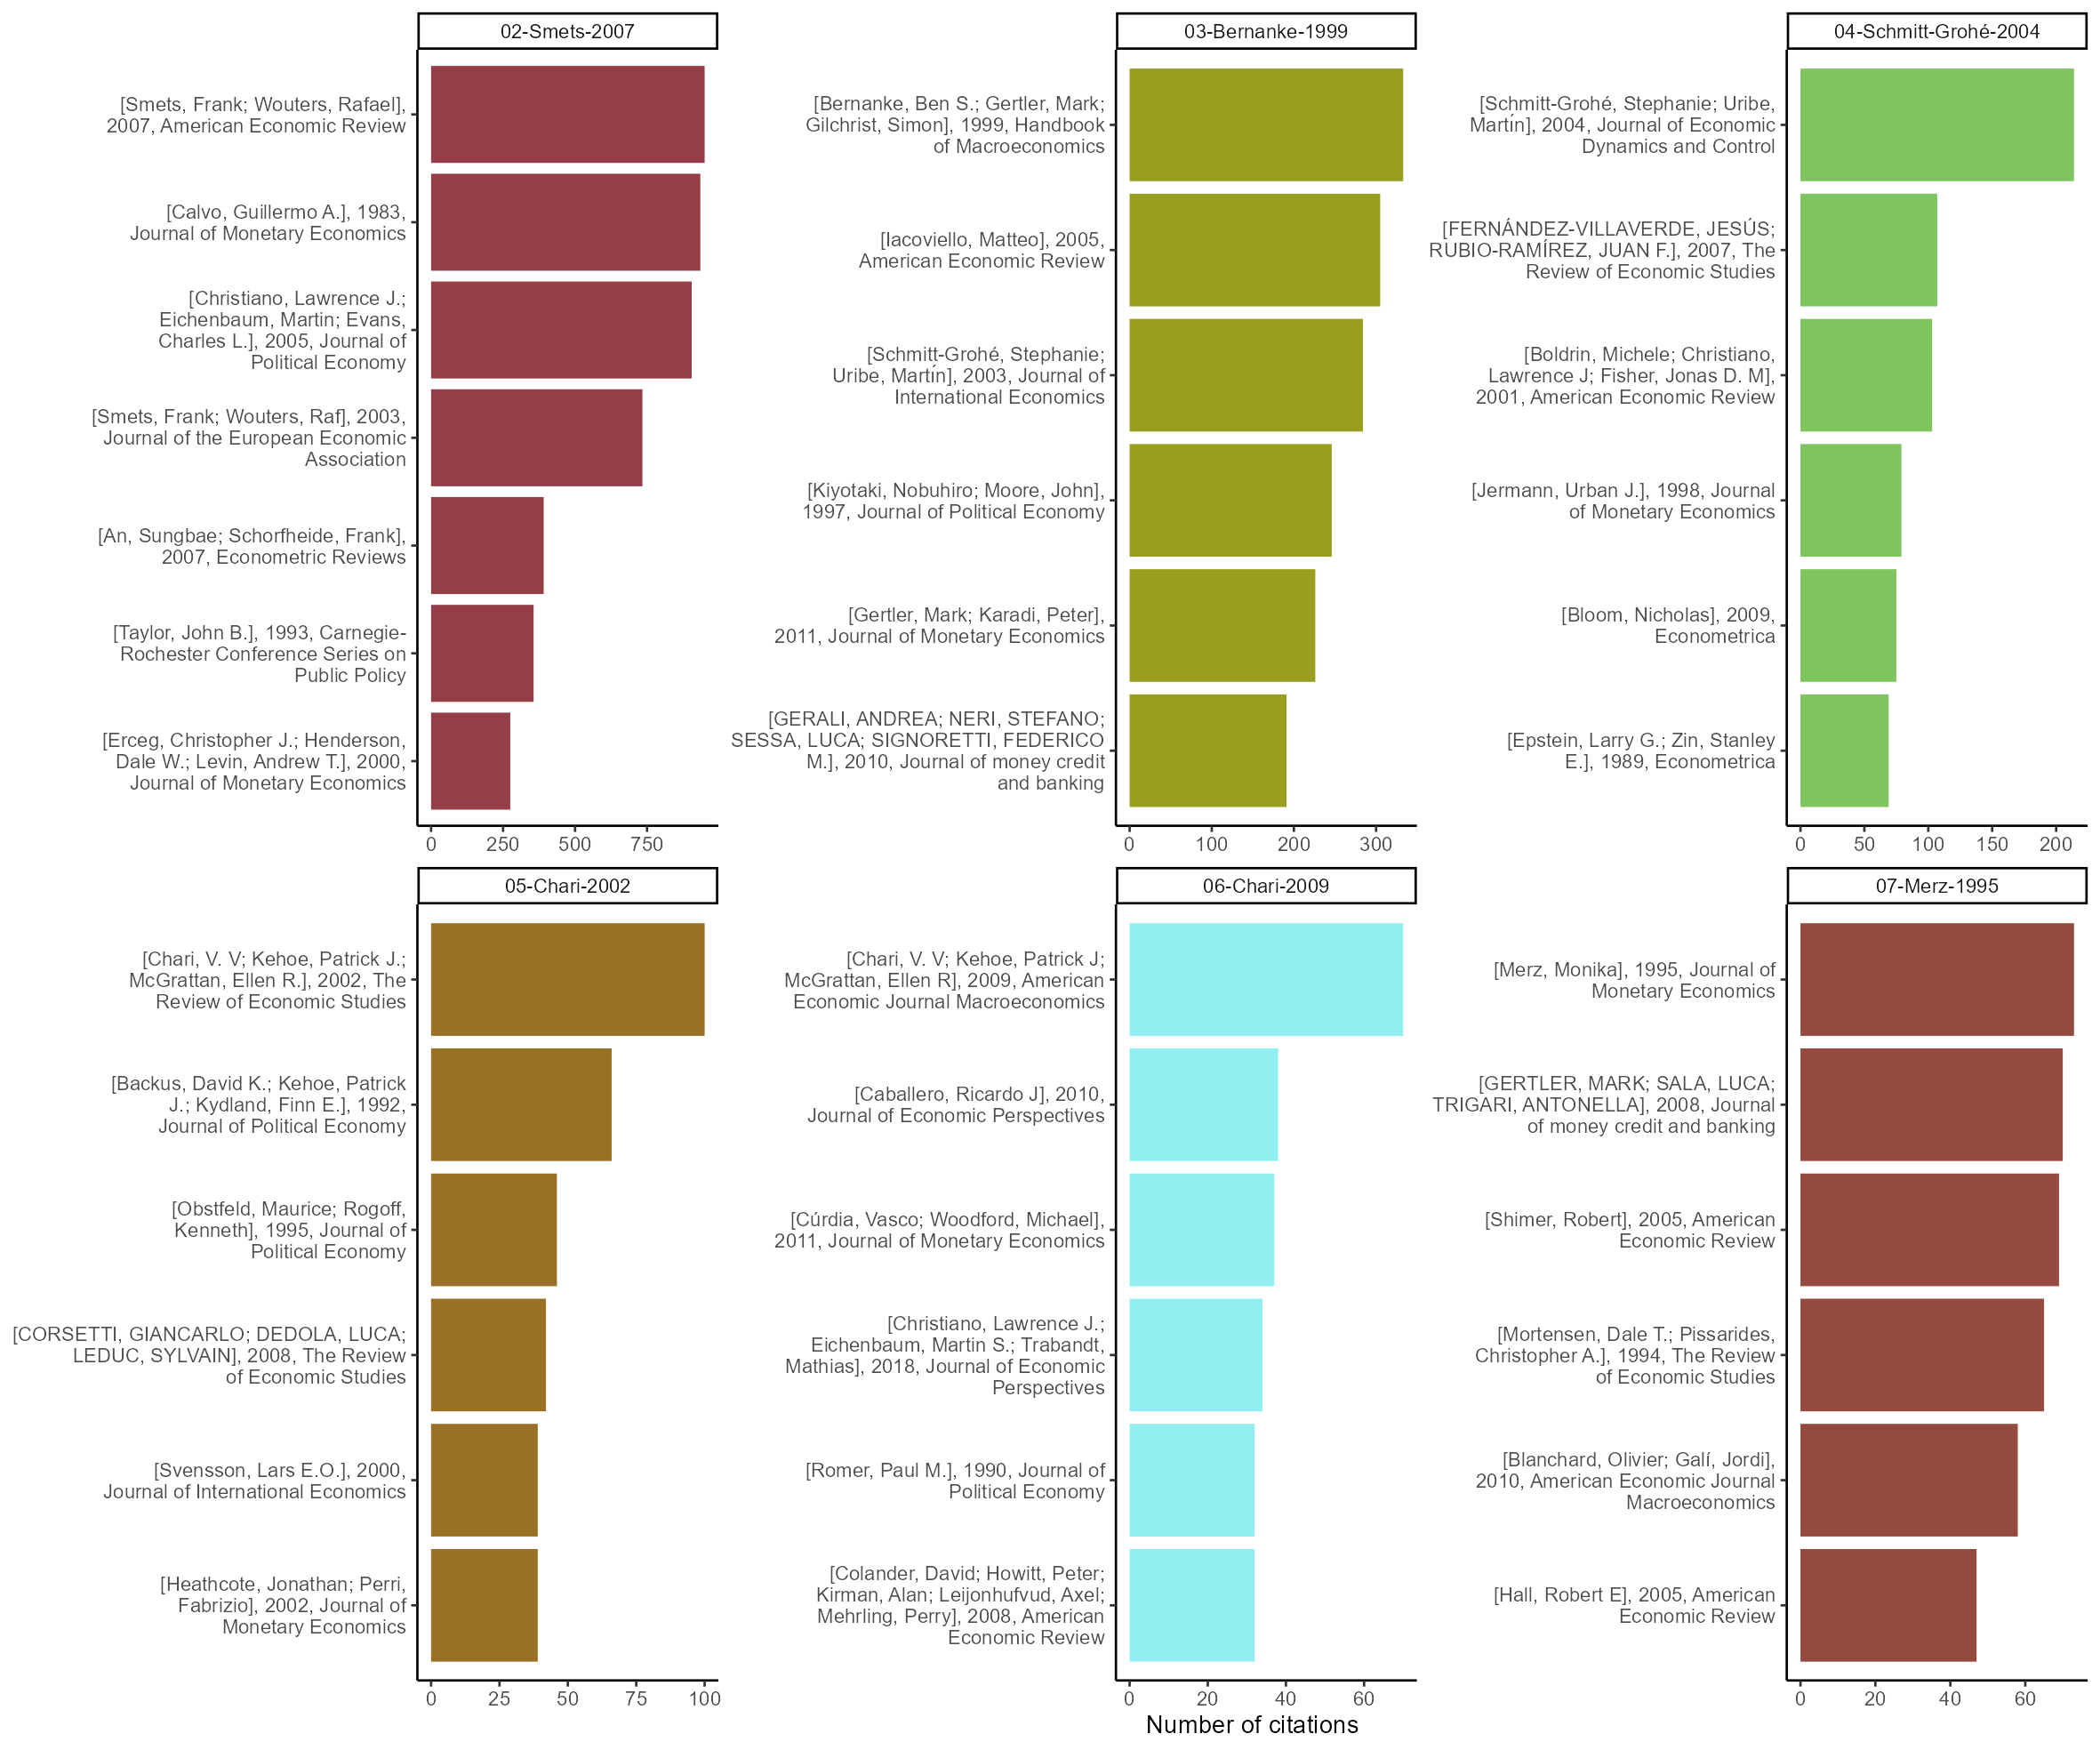 02-Smets-2007
[Smets, Frank; Wouters, Rafael],
2007, American Economic Review
[Calvo, Guillermo A.], 1983,
Journal of Monetary Economics
[Christiano, Lawrence J.;
Eichenbaum, Martin; Evans,
Charles L.], 2005, Journal of
Political Economy
[Smets, Frank; Wouters, Raf], 2003,
Journal of the European Economic
Association
[An, Sungbae; Schorfheide, Frank],
2007, Econometric Reviews
[Taylor, John B.], 1993, Carnegie-
Rochester Conference Series on
Public Policy
[Erceg, Christopher J.; Henderson,
Dale W.; Levin, Andrew T.], 2000,
Journal of Monetary Economics
0 250 500 750
03-Bernanke-1999
[Bernanke, Ben S.; Gertler, Mark;
Gilchrist, Simon], 1999, Handbook
of Macroeconomics
[Iacoviello, Matteo], 2005,
American Economic Review
[Schmitt-Grohé, Stephanie;
Uribe, Martín], 2003, Journal of
International Economics
[Kiyotaki, Nobuhiro; Moore, John],
1997, Journal of Political Economy
[Gertler, Mark; Karadi, Peter],
2011, Journal of Monetary Economics
[GERALI, ANDREA; NERI, STEFANO;
SESSA, LUCA; SIGNORETTI, FEDERICO
M.], 2010, Journal of money credit
and banking
0 100 200 300
04-Schmitt-Grohé-2004
[Schmitt-Grohé, Stephanie; Uribe,
Martín], 2004, Journal of Economic
Dynamics and Control
[FERNÁNDEZ-VILLAVERDE, JESÚS;
RUBIO-RAMÍREZ, JUAN F.], 2007, The
Review of Economic Studies
[Boldrin, Michele; Christiano,
Lawrence J; Fisher, Jonas D. M],
2001, American Economic Review
[Jermann, Urban J.], 1998, Journal
of Monetary Economics
[Bloom, Nicholas], 2009,
Econometrica
[Epstein, Larry G.; Zin, Stanley
E.], 1989, Econometrica
0 50 100 150 200
05-Chari-2002
[Chari, V. V; Kehoe, Patrick J.;
McGrattan, Ellen R.], 2002, The
Review of Economic Studies
[Backus, David K.; Kehoe, Patrick
J.; Kydland, Finn E.], 1992,
Journal of Political Economy
[Obstfeld, Maurice; Rogoff,
Kenneth], 1995, Journal of
Political Economy
[CORSETTI, GIANCARLO; DEDOLA, LUCA;
LEDUC, SYLVAIN], 2008, The Review
of Economic Studies
[Svensson, Lars E.O.], 2000,
Journal of International Economics
[Heathcote, Jonathan; Perri,
Fabrizio], 2002, Journal of
Monetary Economics
0 25 50 75 100
06-Chari-2009
[Chari, V. V; Kehoe, Patrick J;
McGrattan, Ellen R], 2009, American
Economic Journal Macroeconomics
[Caballero, Ricardo J], 2010,
Journal of Economic Perspectives
[Cúrdia, Vasco; Woodford, Michael],
2011, Journal of Monetary Economics
[Christiano, Lawrence J.;
Eichenbaum, Martin S.; Trabandt,
Mathias], 2018, Journal of Economic
Perspectives
[Romer, Paul M.], 1990, Journal of
Political Economy
[Colander, David; Howitt, Peter;
Kirman, Alan; Leijonhufvud, Axel;
Mehrling, Perry], 2008, American
Economic Review
0 20 40 60
07-Merz-1995
[Merz, Monika], 1995, Journal of
Monetary Economics
[GERTLER, MARK; SALA, LUCA;
TRIGARI, ANTONELLA], 2008, Journal
of money credit and banking
[Shimer, Robert], 2005, American
Economic Review
[Mortensen, Dale T.; Pissarides,
Christopher A.], 1994, The Review
of Economic Studies
[Blanchard, Olivier; Galí, Jordi],
2010, American Economic Journal
Macroeconomics
[Hall, Robert E], 2005, American
Economic Review
0 20 40 60
Number of citations